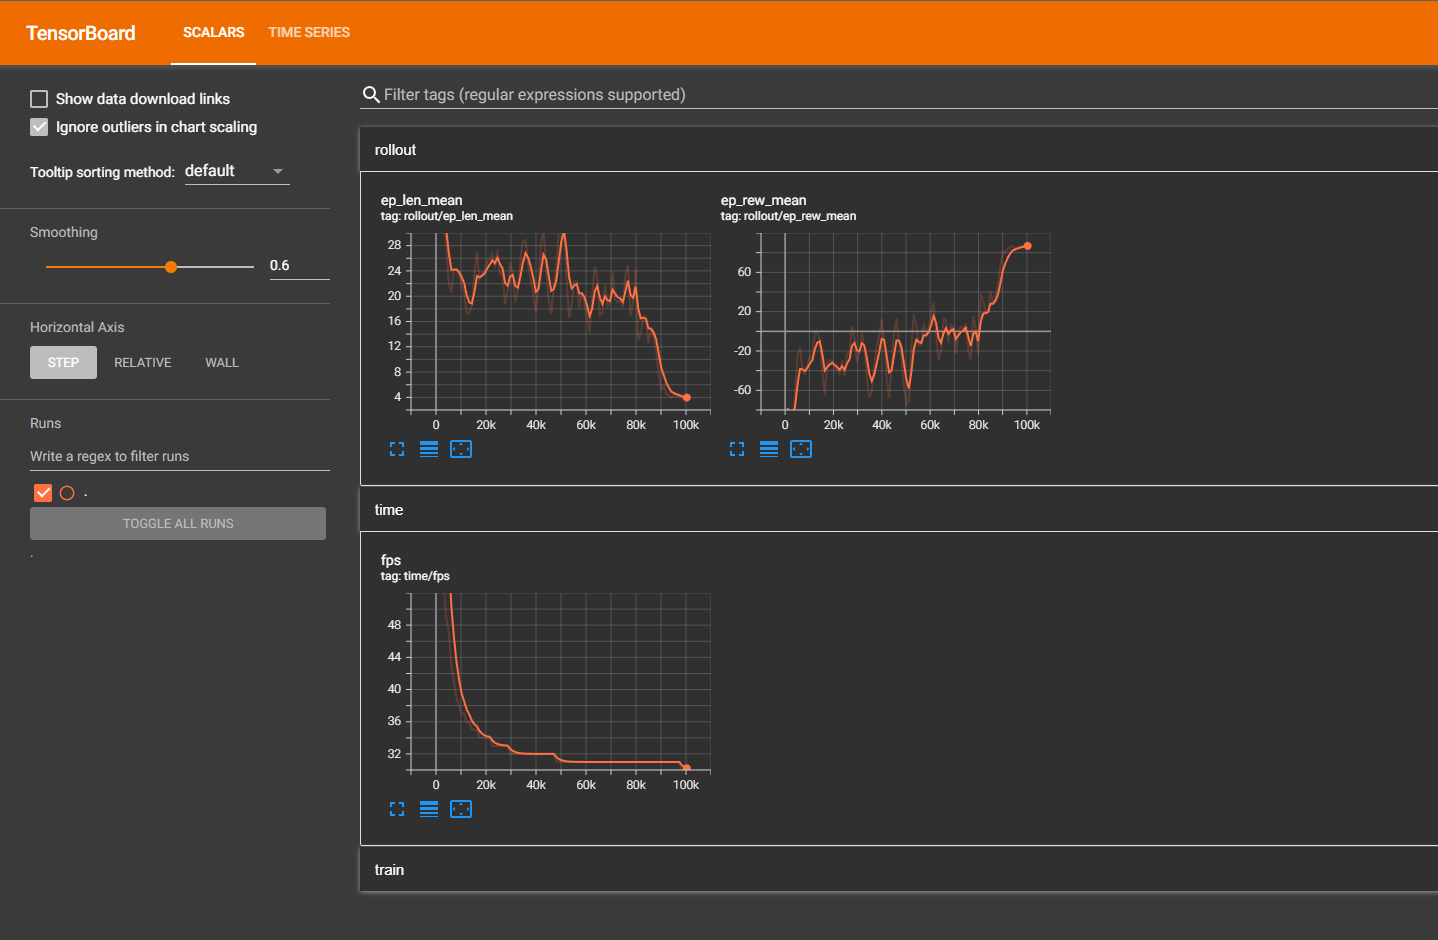 TensorBoard SCALARS TIME SERIES
Show data download links
Ignore outliers in chart scaling
Tooltip sorting method: default
Smoothing
0.6
Horizontal Axis
STEP RELATIVE WALL
Runs
Write a regex to filter runs
.
TOGGLE ALL RUNS
.
Filter tags (regular expressions supported)
rollout
ep_len_mean
tag: rollout/ep_len_mean
28
24
20
16
12
8
4
0 20k 40k 60k 80k 100k
ep_rew_mean
tag: rollout/ep_rew_mean
60
20
-20
-60
0 20k 40k 60k 80k 100k
time
fps
tag: time/fps
48
44
40
36
32
0 20k 40k 60k 80k 100k
train